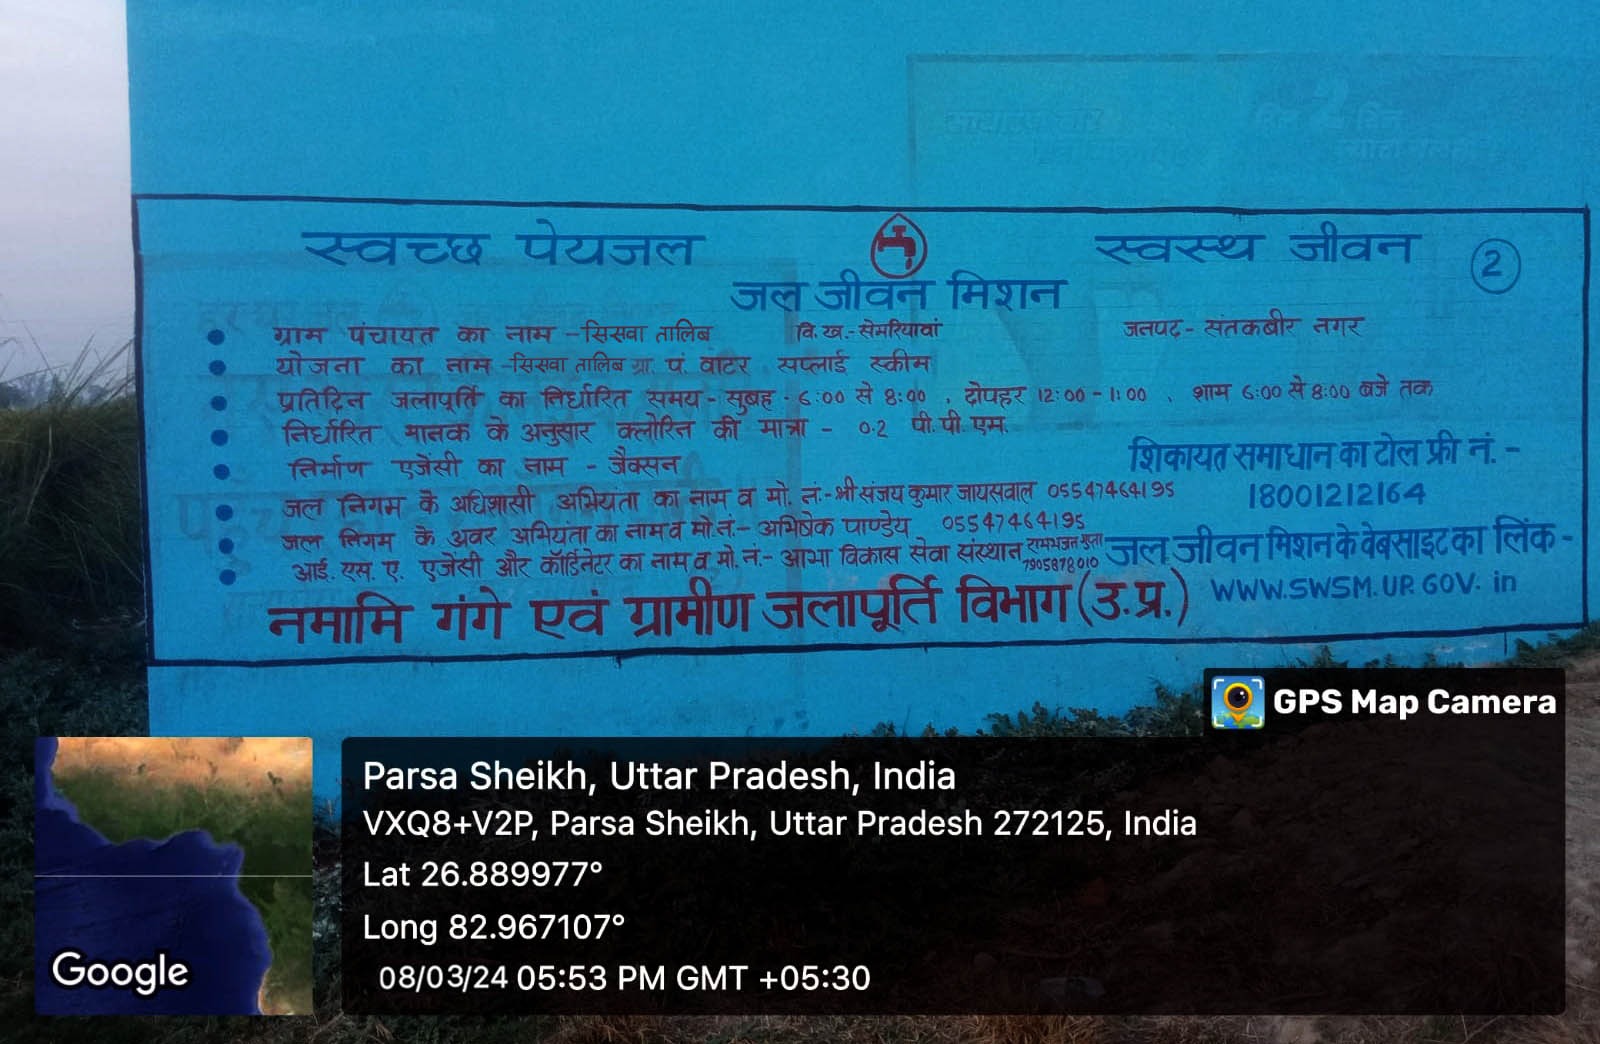 स्वच्छ पेयजल
स्वस्थ जीवन
2
जल जीवन मिशन
ग्राम पंचायत का नाम - सिसवा तालिब वि.ख.- सेमरियावां जनपद - संतकबीर नगर
योजना का नाम - सिसवा तालिब ग्रा. पं. वाटर सप्लाई स्कीम
प्रतिदिन जलापूर्ति का निर्धारित समय - सुबह - 6:00 से 8:00 , दोपहर 12:00 - 1:00 , शाम 6:00 से 8:00 बजे तक
निर्धारित मानक के अनुसार क्लोरिन की मात्रा - 0.2 पी.पी.एम.
निर्माण एजेंसी का नाम - जैक्सन
जल निगम के अधिशासी अभियंता का नाम व मो. नं.- श्री संजय कुमार जायसवाल 05547464195
जल निगम के अवर अभियंता का नाम व मो.नं.- अभिषेक पाण्डेय 05547464195
आई. एस. ए. एजेंसी और कॉर्डिनेटर का नाम व मो. नं.- आभा विकास सेवा संस्थान रामभजन गुप्ता
7905878010
शिकायत समाधान का टोल फ्री नं. -
18001212164
जल जीवन मिशन के वेबसाइट का लिंक -
WWW.SWSM.UP.GOV. in
नमामि गंगे एवं ग्रामीण जलापूर्ति विभाग (उ.प्र.)
GPS Map Camera
Parsa Sheikh, Uttar Pradesh, India
VXQ8+V2P, Parsa Sheikh, Uttar Pradesh 272125, India
Lat 26.889977°
Long 82.967107°
08/03/24 05:53 PM GMT +05:30
Google